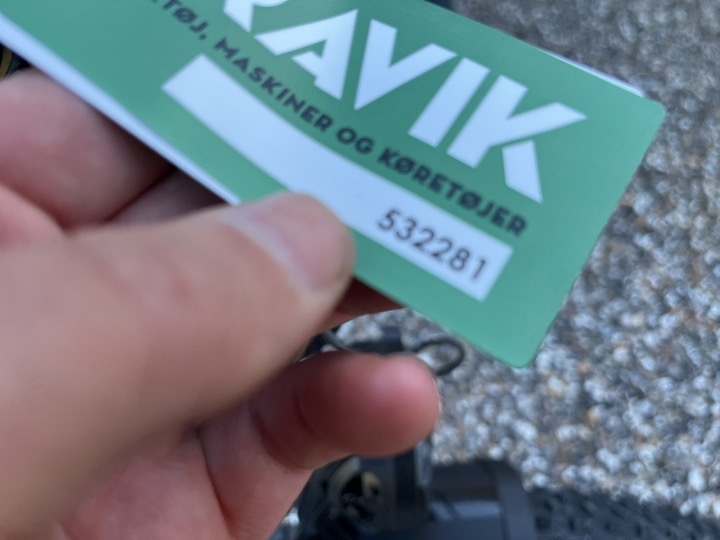 RAVIK
TØJ, MASKINER OG KØRETØJER
532281